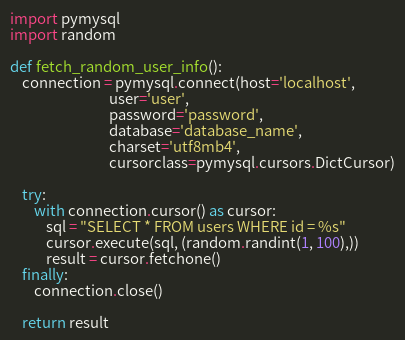 import pymysql
import random

def fetch_random_user_info():
    connection = pymysql.connect(host='localhost',
                                 user='user',
                                 password='password',
                                 database='database_name',
                                 charset='utf8mb4',
                                 cursorclass=pymysql.cursors.DictCursor)

    try:
        with connection.cursor() as cursor:
            sql = "SELECT * FROM users WHERE id = %s"
            cursor.execute(sql, (random.randint(1, 100),))
            result = cursor.fetchone()
    finally:
        connection.close()

    return result